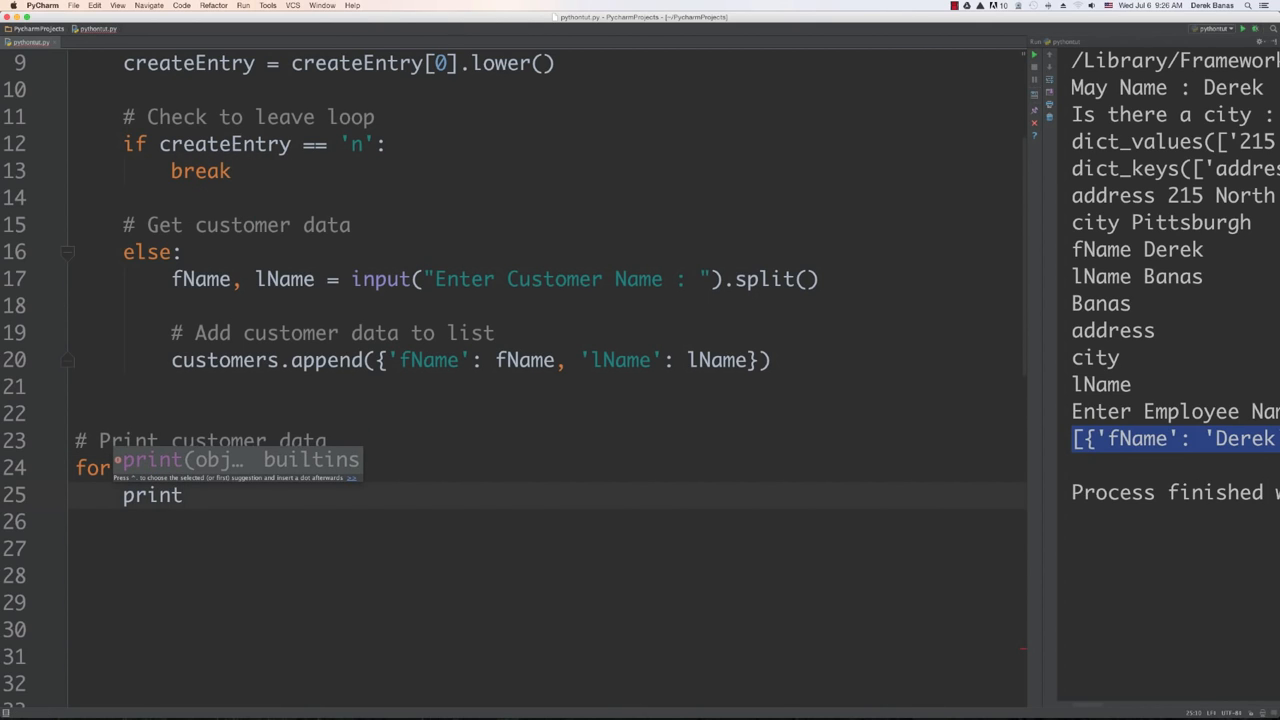 PyCharm File Edit View Navigate Code Refactor Run Tools VCS Window Help 10 Wed Jul 6 9:26 AM Derek Banas
pythontut.py - PyCharmProjects - [~/PycharmProjects]
PycharmProjects pythontut.py pythontut
pythontut.py
Run pythontut
9 createEntry = createEntry[0].lower()
10
11 # Check to leave loop
12 if createEntry == 'n':
13 break
14
15 # Get customer data
16 else:
17 fName, lName = input("Enter Customer Name : ").split()
18
19 # Add customer data to list
20 customers.append({'fName': fName, 'lName': lName})
21
22
23 # Print customer data
24 for
print(obj… builtins
Press ^. to choose the selected (or first) suggestion and insert a dot afterwards >>
25 print
26
27
28
29
30
31
32
/Library/Framework
May Name : Derek
Is there a city :
dict_values(['215
dict_keys(['addres
address 215 North
city Pittsburgh
fName Derek
lName Banas
Banas
address
city
lName
Enter Employee Nam
[{'fName': 'Derek
Process finished w
25:10 LF÷ UTF-8÷